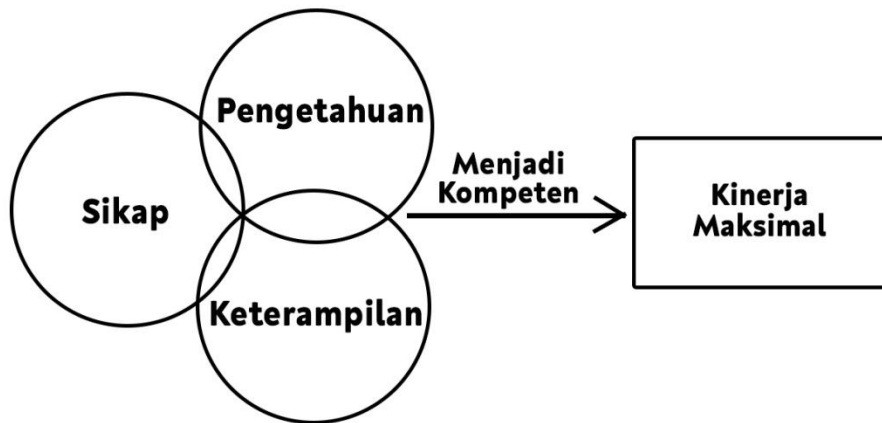 Pengetahuan
Sikap
Keterampilan
Menjadi
Kompeten
Kinerja
Maksimal